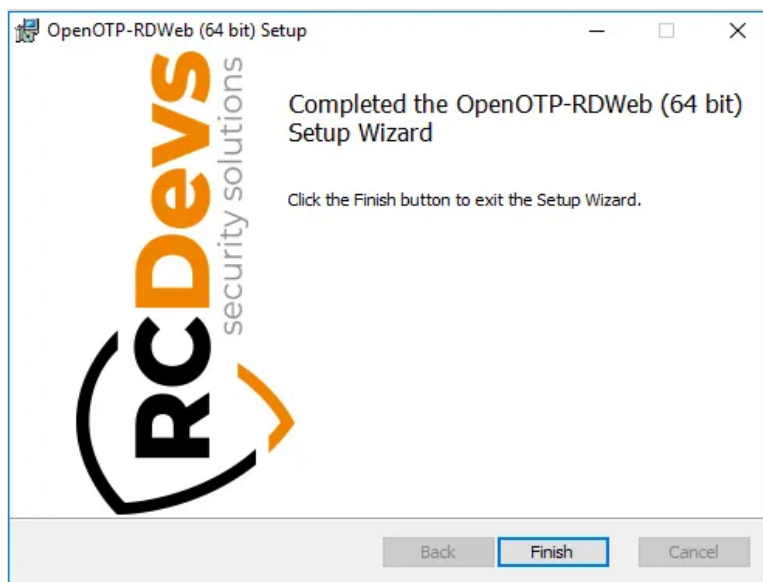 OpenOTP-RDWeb (64 bit) Setup
RCDevs
security solutions
Completed the OpenOTP-RDWeb (64 bit)
Setup Wizard
Click the Finish button to exit the Setup Wizard.
Back
Finish
Cancel